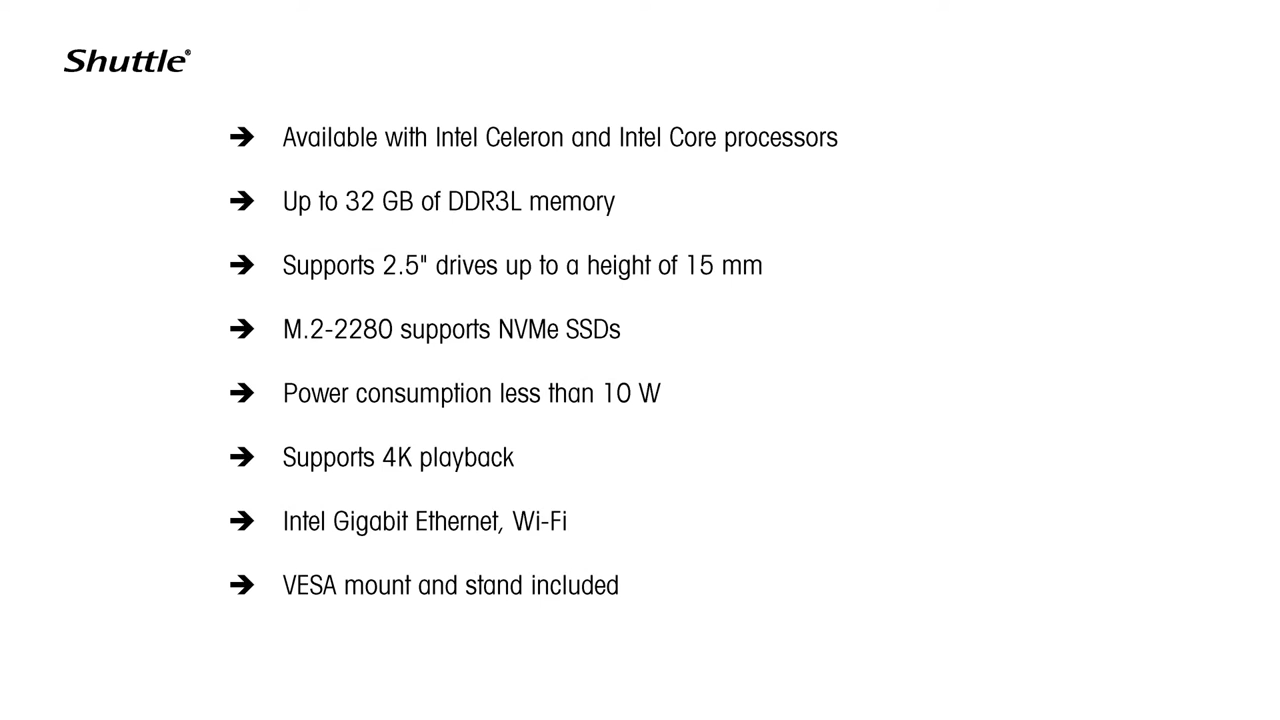 Shuttle®
➔ Available with Intel Celeron and Intel Core processors
➔ Up to 32 GB of DDR3L memory
➔ Supports 2.5" drives up to a height of 15 mm
➔ M.2-2280 supports NVMe SSDs
➔ Power consumption less than 10 W
➔ Supports 4K playback
➔ Intel Gigabit Ethernet, Wi-Fi
➔ VESA mount and stand included